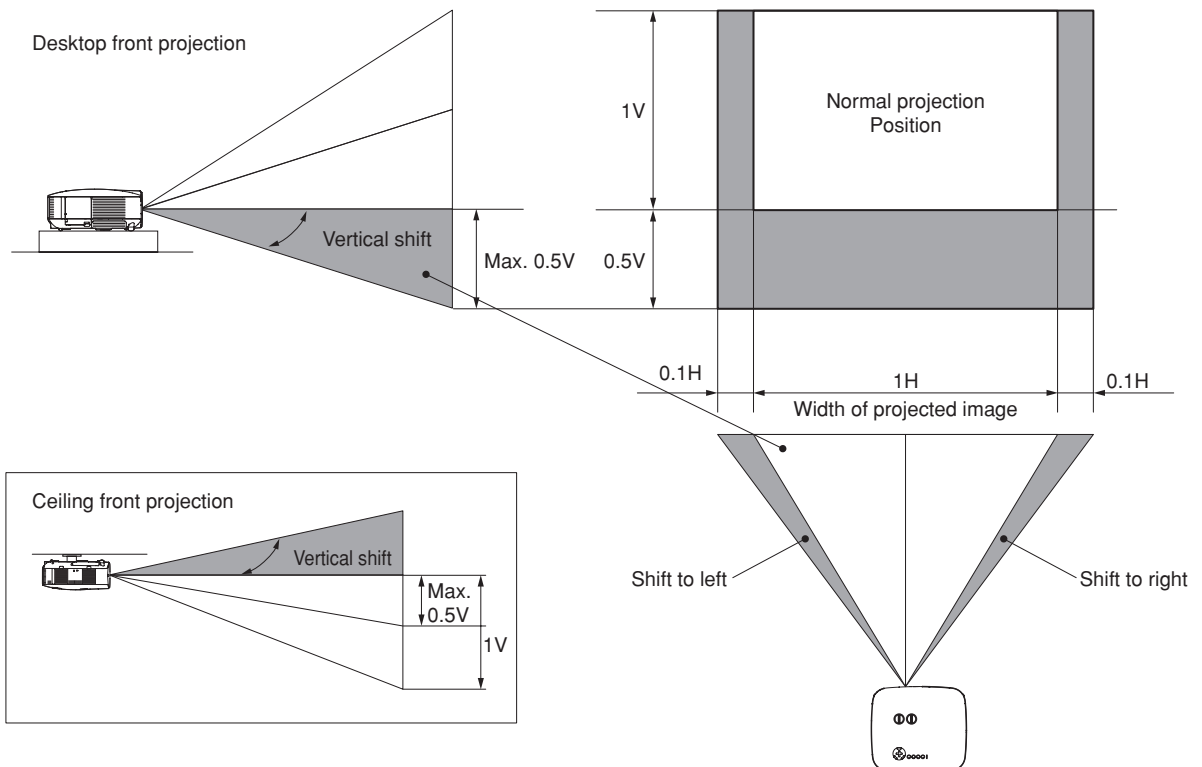 Desktop front projection
Normal projection
Position
1V
Vertical shift
Max. 0.5V
0.5V
0.1H
1H
0.1H
Width of projected image
Ceiling front projection
Vertical shift
Max.
0.5V
1V
Shift to left
Shift to right